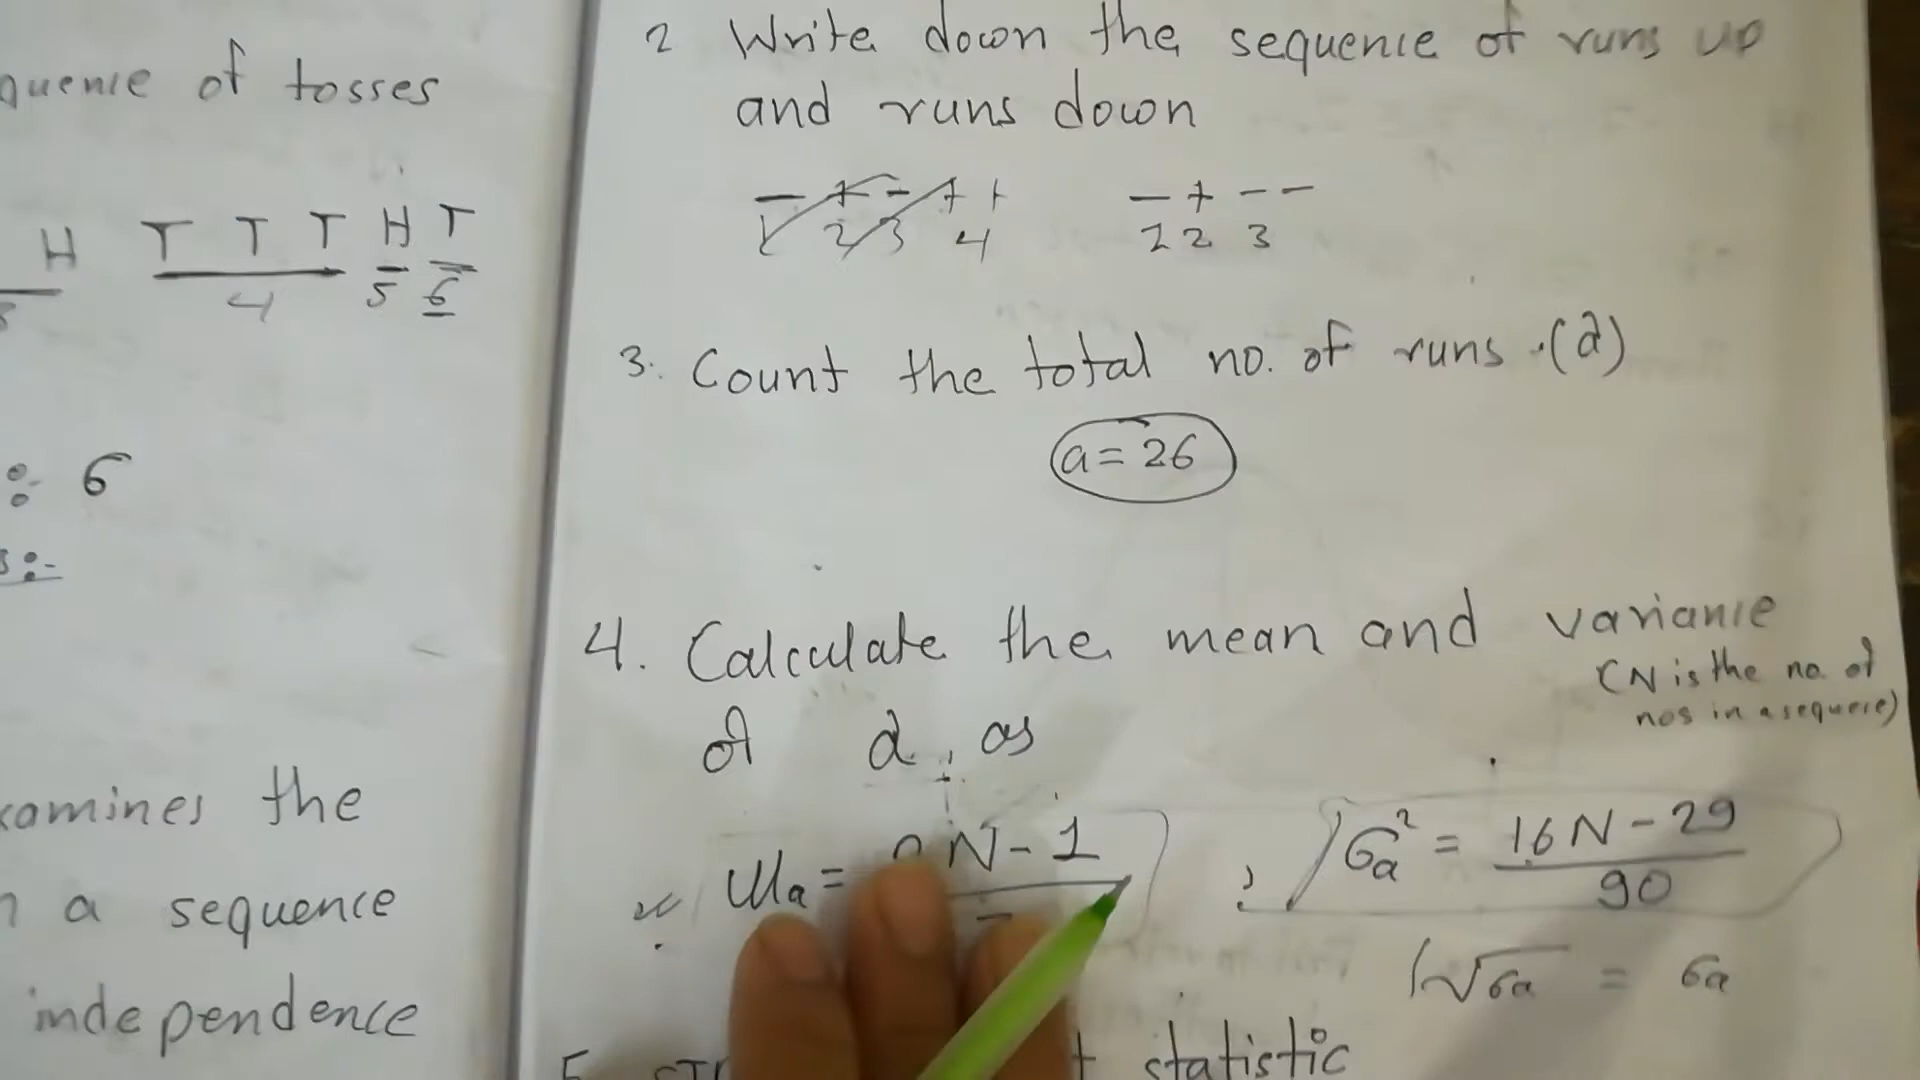 quence of tosses
H T T T H T
4 5 6
: 6
s:-
xamines the
n a sequence
independence
2 Write down the sequence of runs up
and runs down
- + - + + - + - -
1 2 3 4 1 2 3
3. Count the total no. of runs. (a)
a = 26
4. Calculate the mean and variance
(N is the no. of
nos in a sequence)
of a, as
μa = N - 1 ; σa² = 16N - 29
90
√σa = σa
5. statistic